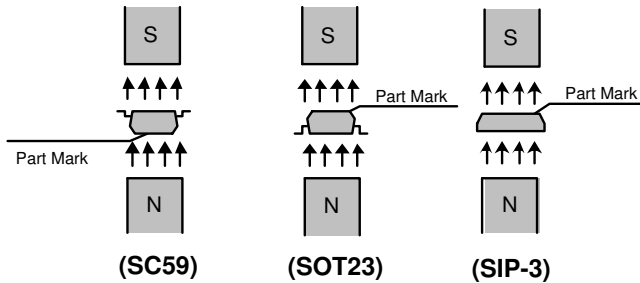 S S S
Part Mark
Part Mark
Part Mark
N N N
(SC59) (SOT23) (SIP-3)